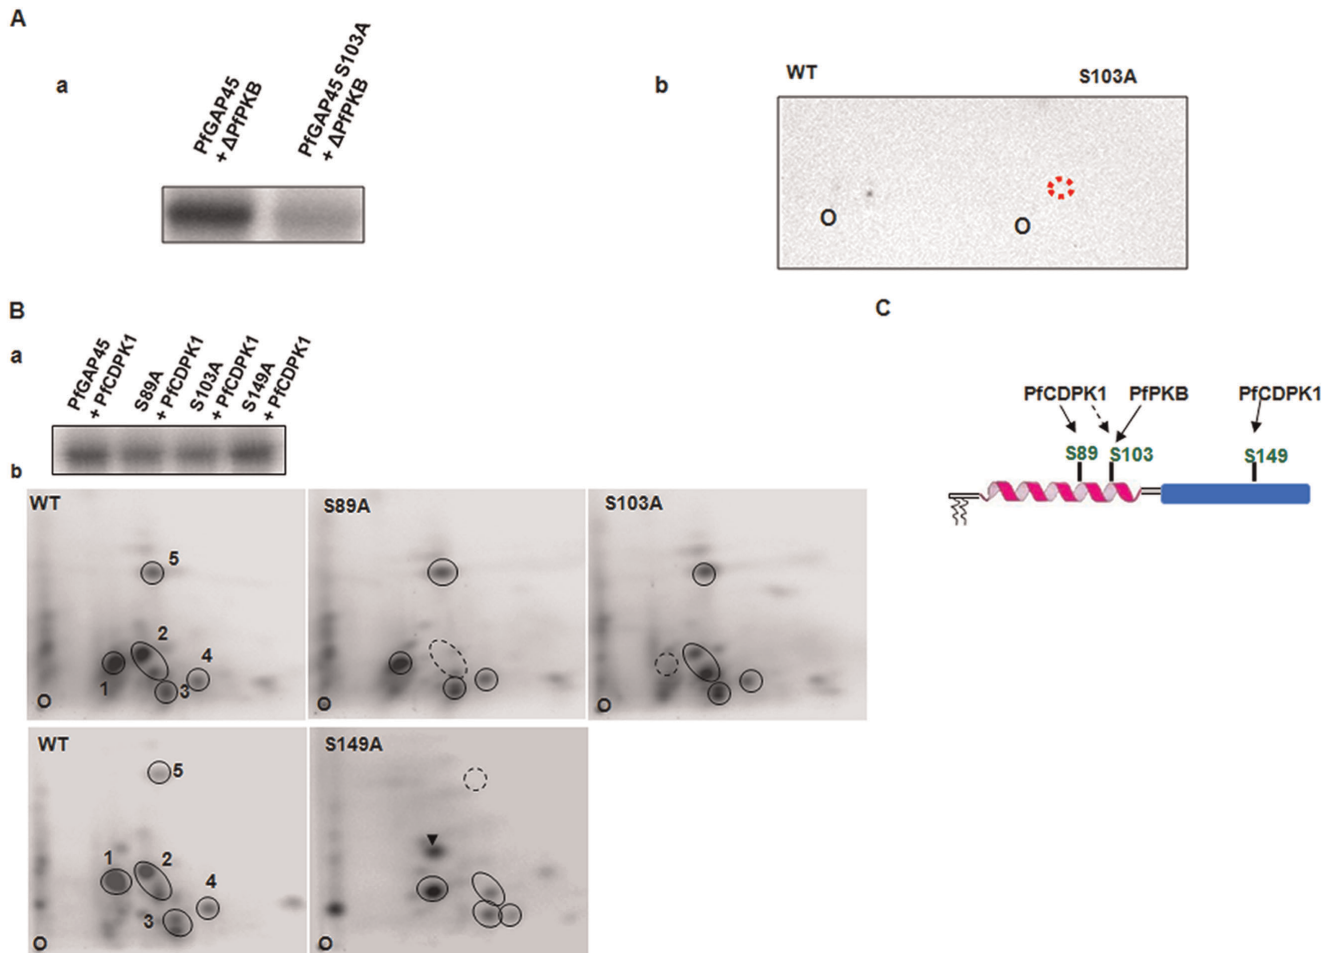 A
a
PfGAP45
+ ΔPfPKB
PfGAP45 S103A
+ ΔPfPKB
b
WT
S103A
O
O
B
a
PfGAP45
+ PfCDPK1
S89A
+ PfCDPK1
S103A
+ PfCDPK1
S149A
+ PfCDPK1
b
WT
5
2
4
1
3
O
S89A
O
S103A
O
WT
5
1
2
4
3
O
S149A
O
C
PfCDPK1 PfPKB PfCDPK1
S89 S103 S149